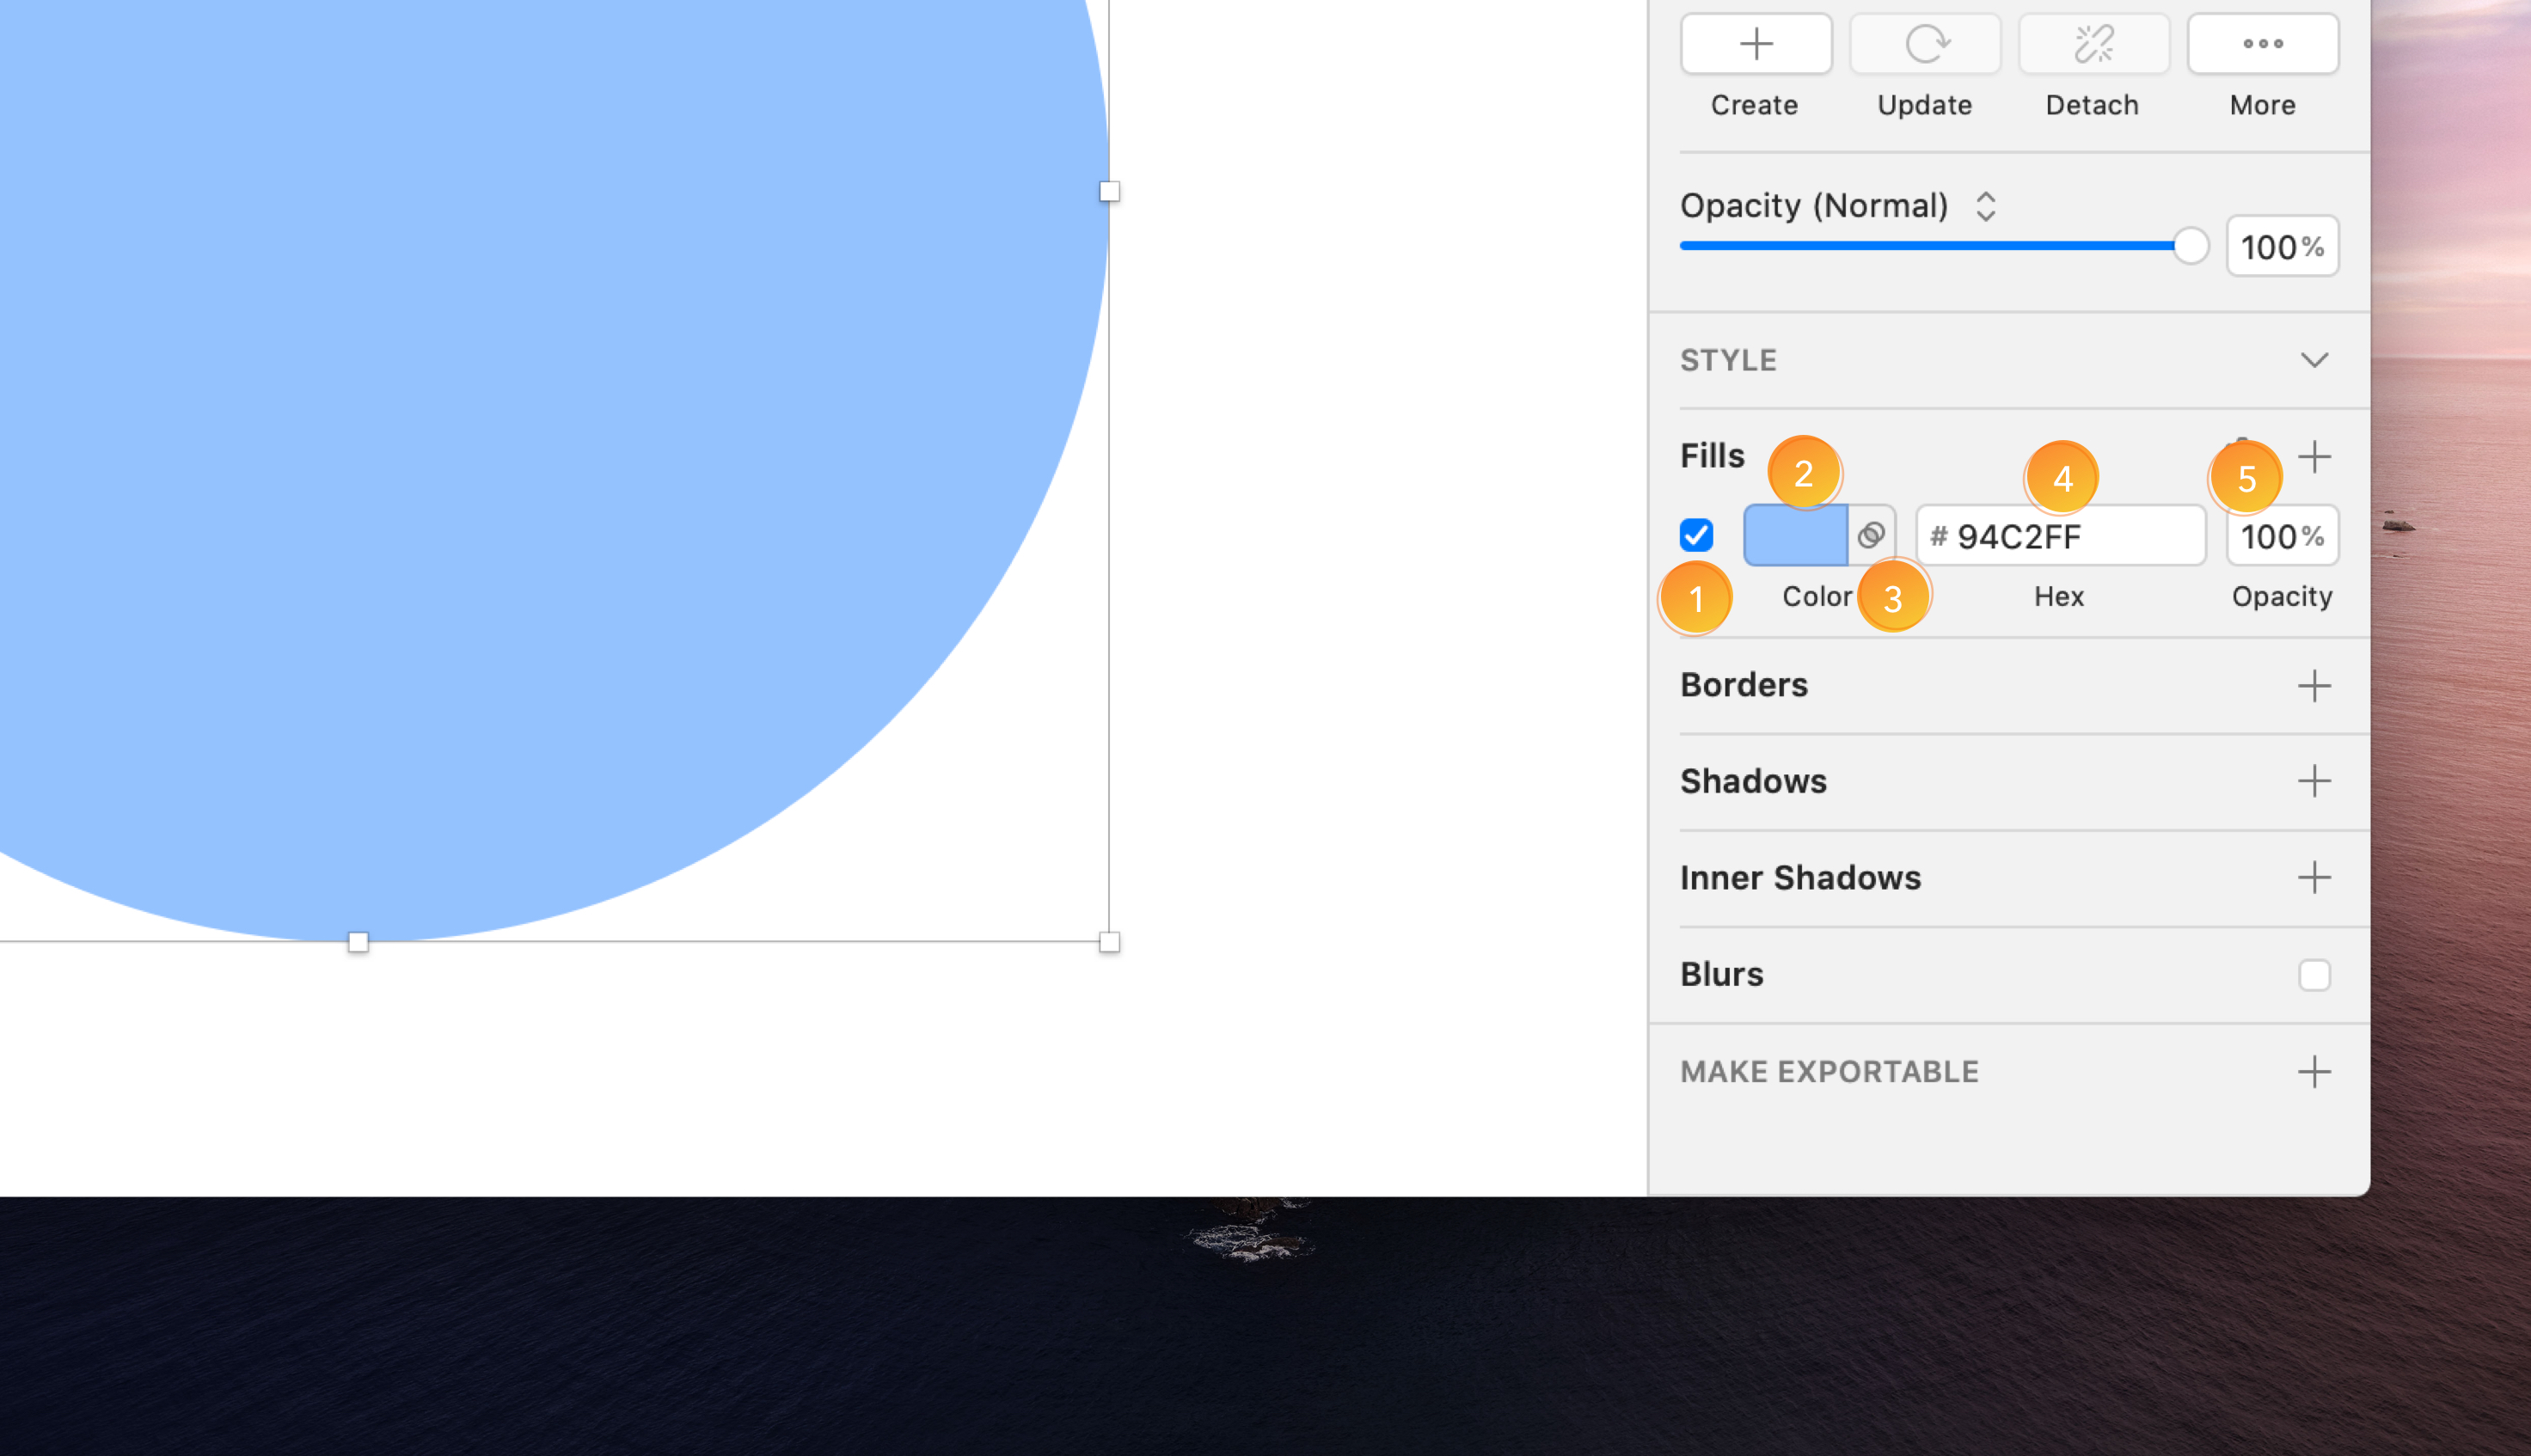 Create Update Detach More
Opacity (Normal)
100%
STYLE
Fills
2 4 5
# 94C2FF 100%
1 Color 3 Hex Opacity
Borders
Shadows
Inner Shadows
Blurs
MAKE EXPORTABLE